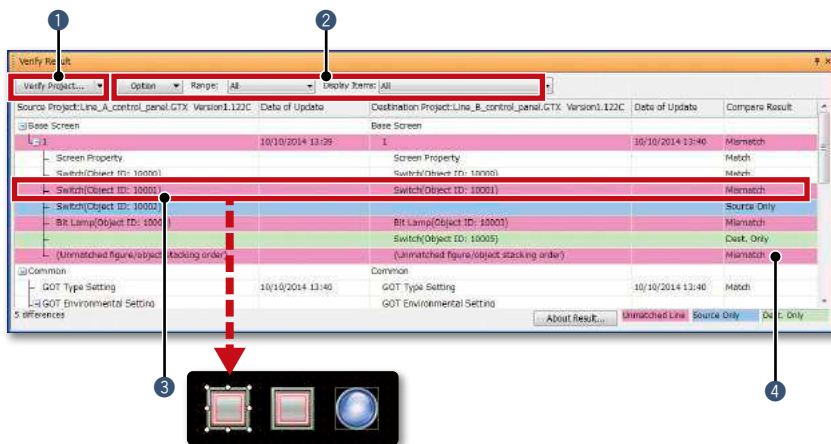 1
2
Verify Result
Verify Project... Option Range: All Display Items: All
Source Project:Line_A_control_panel.GTX Version1.122C Date of Update Destination Project:Line_B_control_panel.GTX Version1.122C Date of Update Compare Result
Base Screen Base Screen
1 10/10/2014 13:39 1 10/10/2014 13:40 Mismatch
Screen Property Screen Property Match
Switch(Object ID: 10000) Switch(Object ID: 10000) Match
Switch(Object ID: 10001) Switch(Object ID: 10001) Mismatch
Switch(Object ID: 10002) Source Only
Bit Lamp(Object ID: 1000 ) Bit Lamp(Object ID: 10003) Mismatch
Switch(Object ID: 10005) Dest. Only
(Unmatched figure/object stacking order) (Unmatched figure/object stacking order) Mismatch
Common Common
GOT Type Setting 10/10/2014 13:40 GOT Type Setting 10/10/2014 13:40 Match
GOT Environmental Setting GOT Environmental Setting
5 differences About Result... Unmatched Line Source Only Dest. Only
3
4